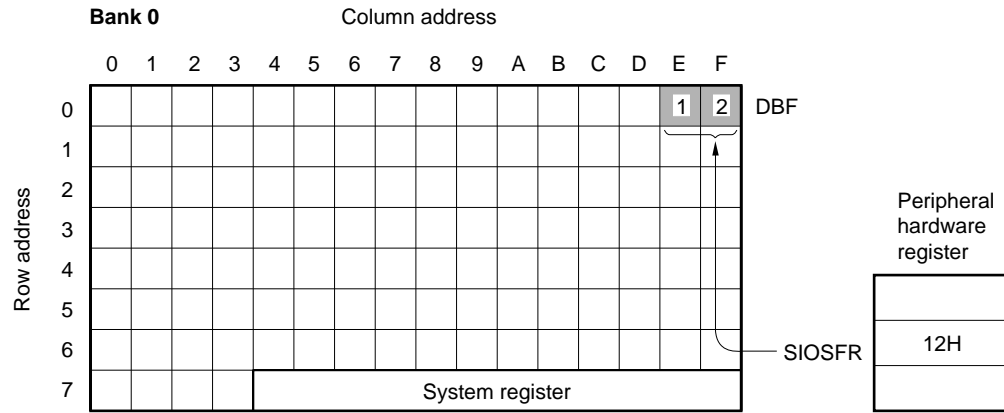 Bank 0 Column address
0 1 2 3 4 5 6 7 8 9 A B C D E F
0 1 2 DBF
1
2
3
4
5
6
7
Row address
System register
SIOSFR
Peripheral
hardware
register
12H